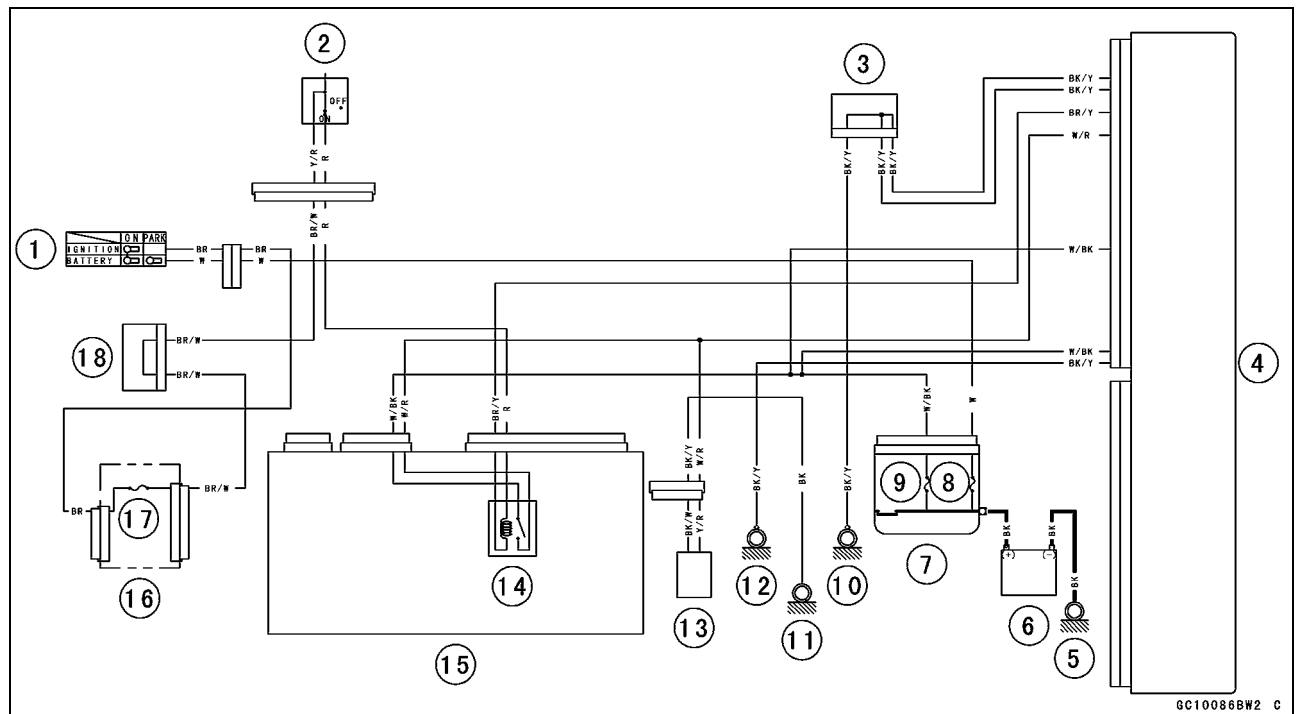 2
3
OFF
ON
Y/R
R
BR/W
R
BK/Y
BK/Y
BR/Y
W/R
BK/Y
BK/Y
BK/Y
1
ON PARK
IGNITION
BATTERY
BR
BR
W
W
W/BK
18
BR/W
BR/W
W/BK
BK/Y
4
W/BK
W/R
BR/Y
R
W/BK
W
BK/Y
W/R
BK
BK/Y
BK/Y
9
8
BR
17
BR/W
BK/W
Y/R
BK
BK
(+)
(-)
BK
7
16
14
13
12
10
11
6
5
15
GC10086BW2 C